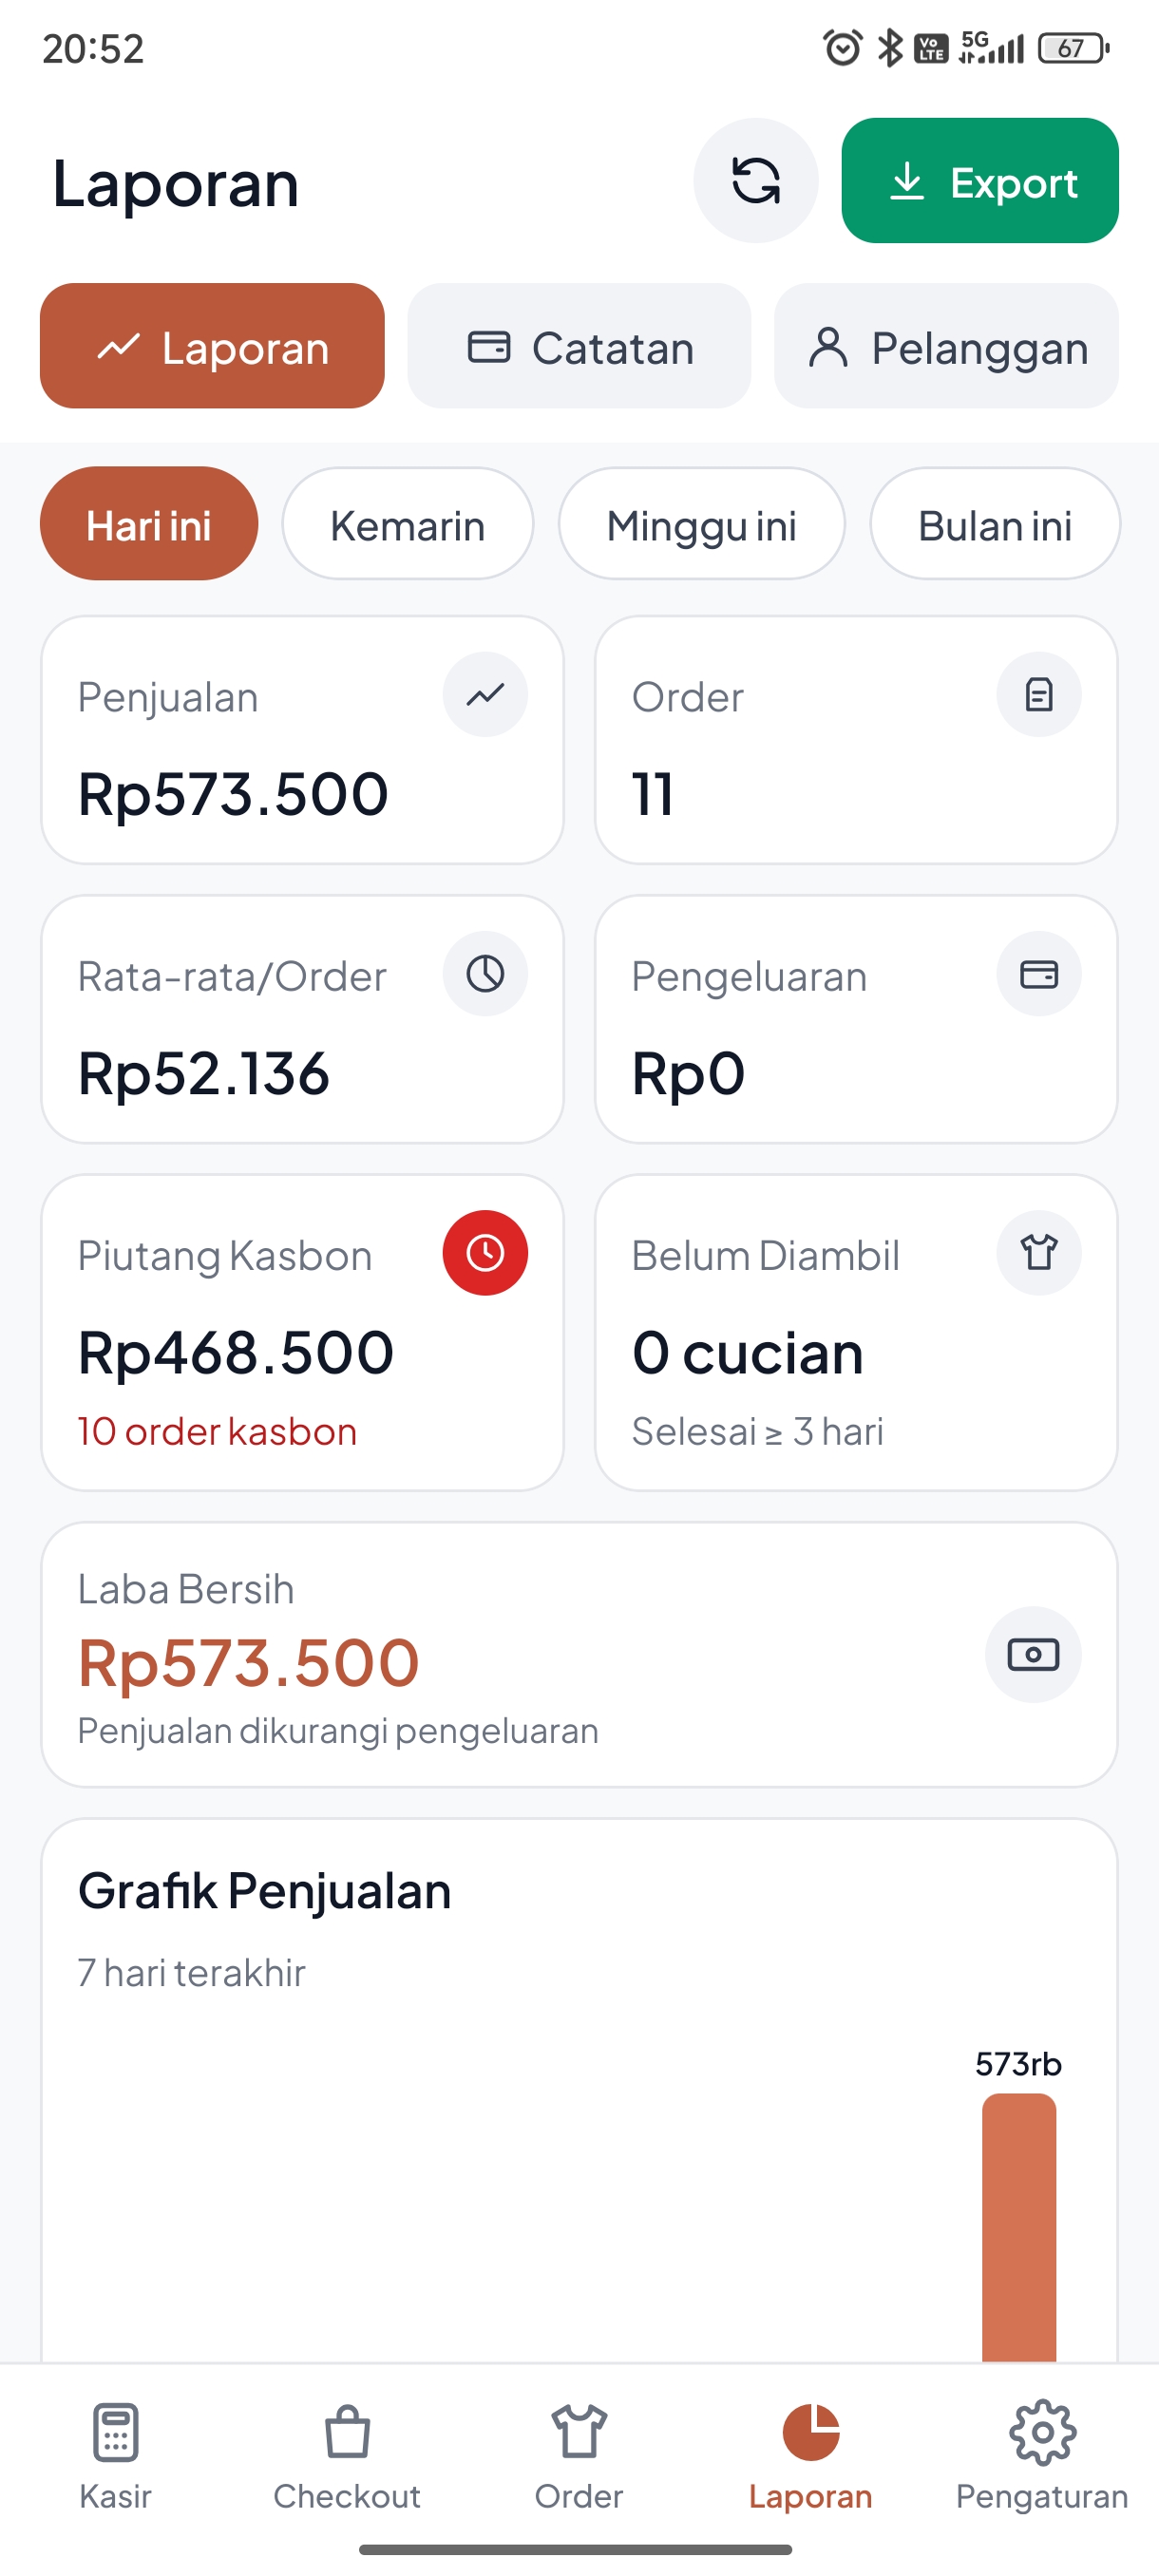 20:52
Vo LTE 5G 67
Laporan
Export
Laporan Catatan Pelanggan
Hari ini Kemarin Minggu ini Bulan ini
Penjualan
Rp573.500
Order
11
Rata-rata/Order
Rp52.136
Pengeluaran
Rp0
Piutang Kasbon
Rp468.500
10 order kasbon
Belum Diambil
0 cucian
Selesai ≥ 3 hari
Laba Bersih
Rp573.500
Penjualan dikurangi pengeluaran
Grafik Penjualan
7 hari terakhir
573rb
Kasir Checkout Order Laporan Pengaturan